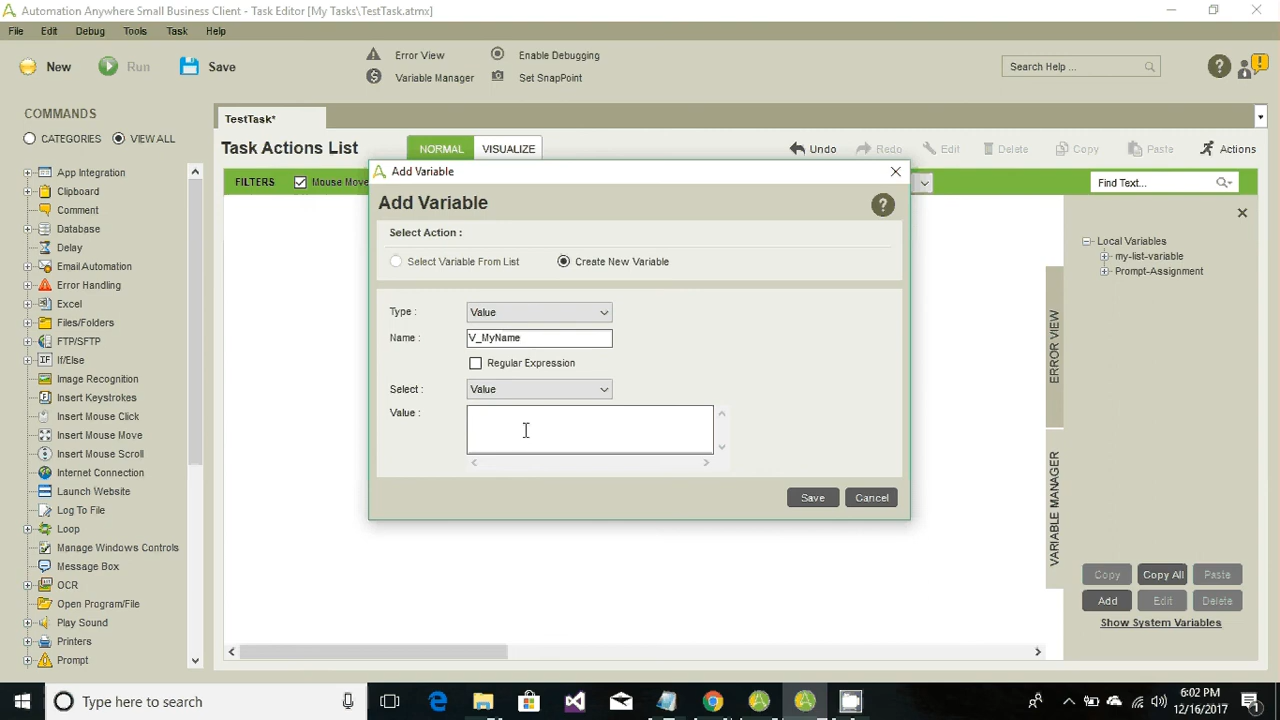 Automation Anywhere Small Business Client - Task Editor [My Tasks\TestTask.atmx]
File Edit Debug Tools Task Help
New Run Save
Error View Enable Debugging
Variable Manager Set SnapPoint
Search Help ...
COMMANDS
CATEGORIES VIEW ALL
App Integration
Clipboard
Comment
Database
Delay
Email Automation
Error Handling
Excel
Files/Folders
FTP/SFTP
If/Else
Image Recognition
Insert Keystrokes
Insert Mouse Click
Insert Mouse Move
Insert Mouse Scroll
Internet Connection
Launch Website
Log To File
Loop
Manage Windows Controls
Message Box
OCR
Open Program/File
Play Sound
Printers
Prompt
TestTask*
Task Actions List NORMAL VISUALIZE Undo Redo Edit Delete Copy Paste Actions
FILTERS Mouse Move Find Text...
Add Variable
Add Variable
Select Action :
Select Variable From List Create New Variable
Type : Value
Name : V_MyName
Regular Expression
Select : Value
Value :
Save Cancel
ERROR VIEW
VARIABLE MANAGER
Local Variables
my-list-variable
Prompt-Assignment
Copy Copy All Paste
Add Edit Delete
Show System Variables
Type here to search
6:02 PM
12/16/2017